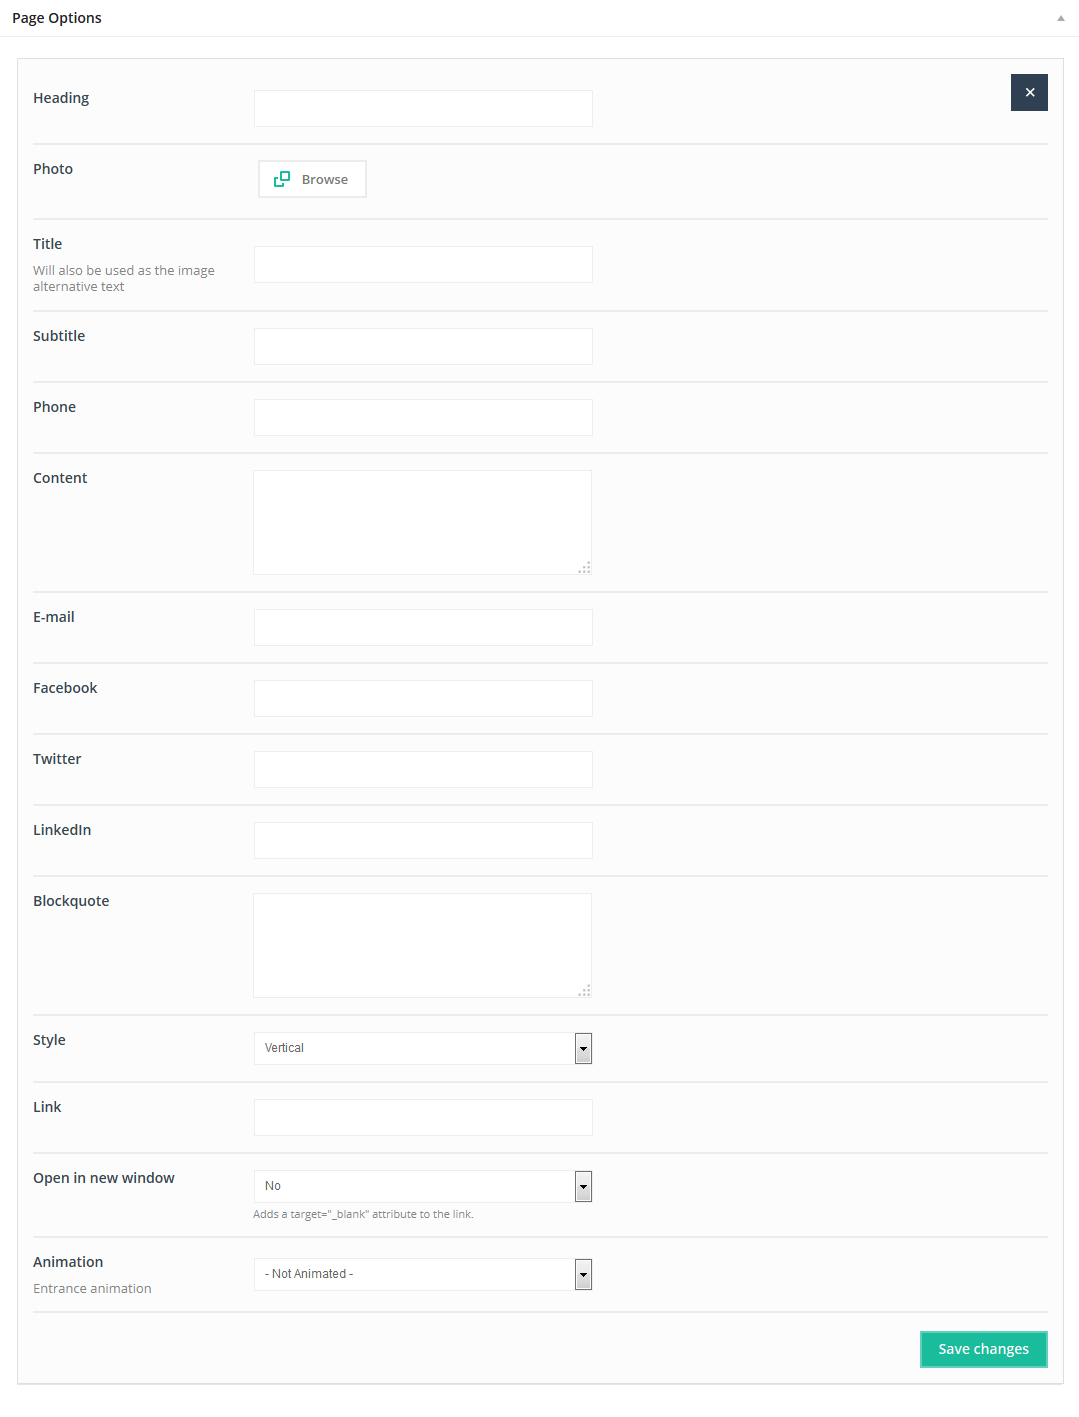 Page Options
Heading
Photo
Browse
Title
Will also be used as the image
alternative text
Subtitle
Phone
Content
E-mail
Facebook
Twitter
LinkedIn
Blockquote
Style
Vertical
Link
Open in new window
No
Adds a target="_blank" attribute to the link.
Animation
- Not Animated -
Entrance animation
Save changes